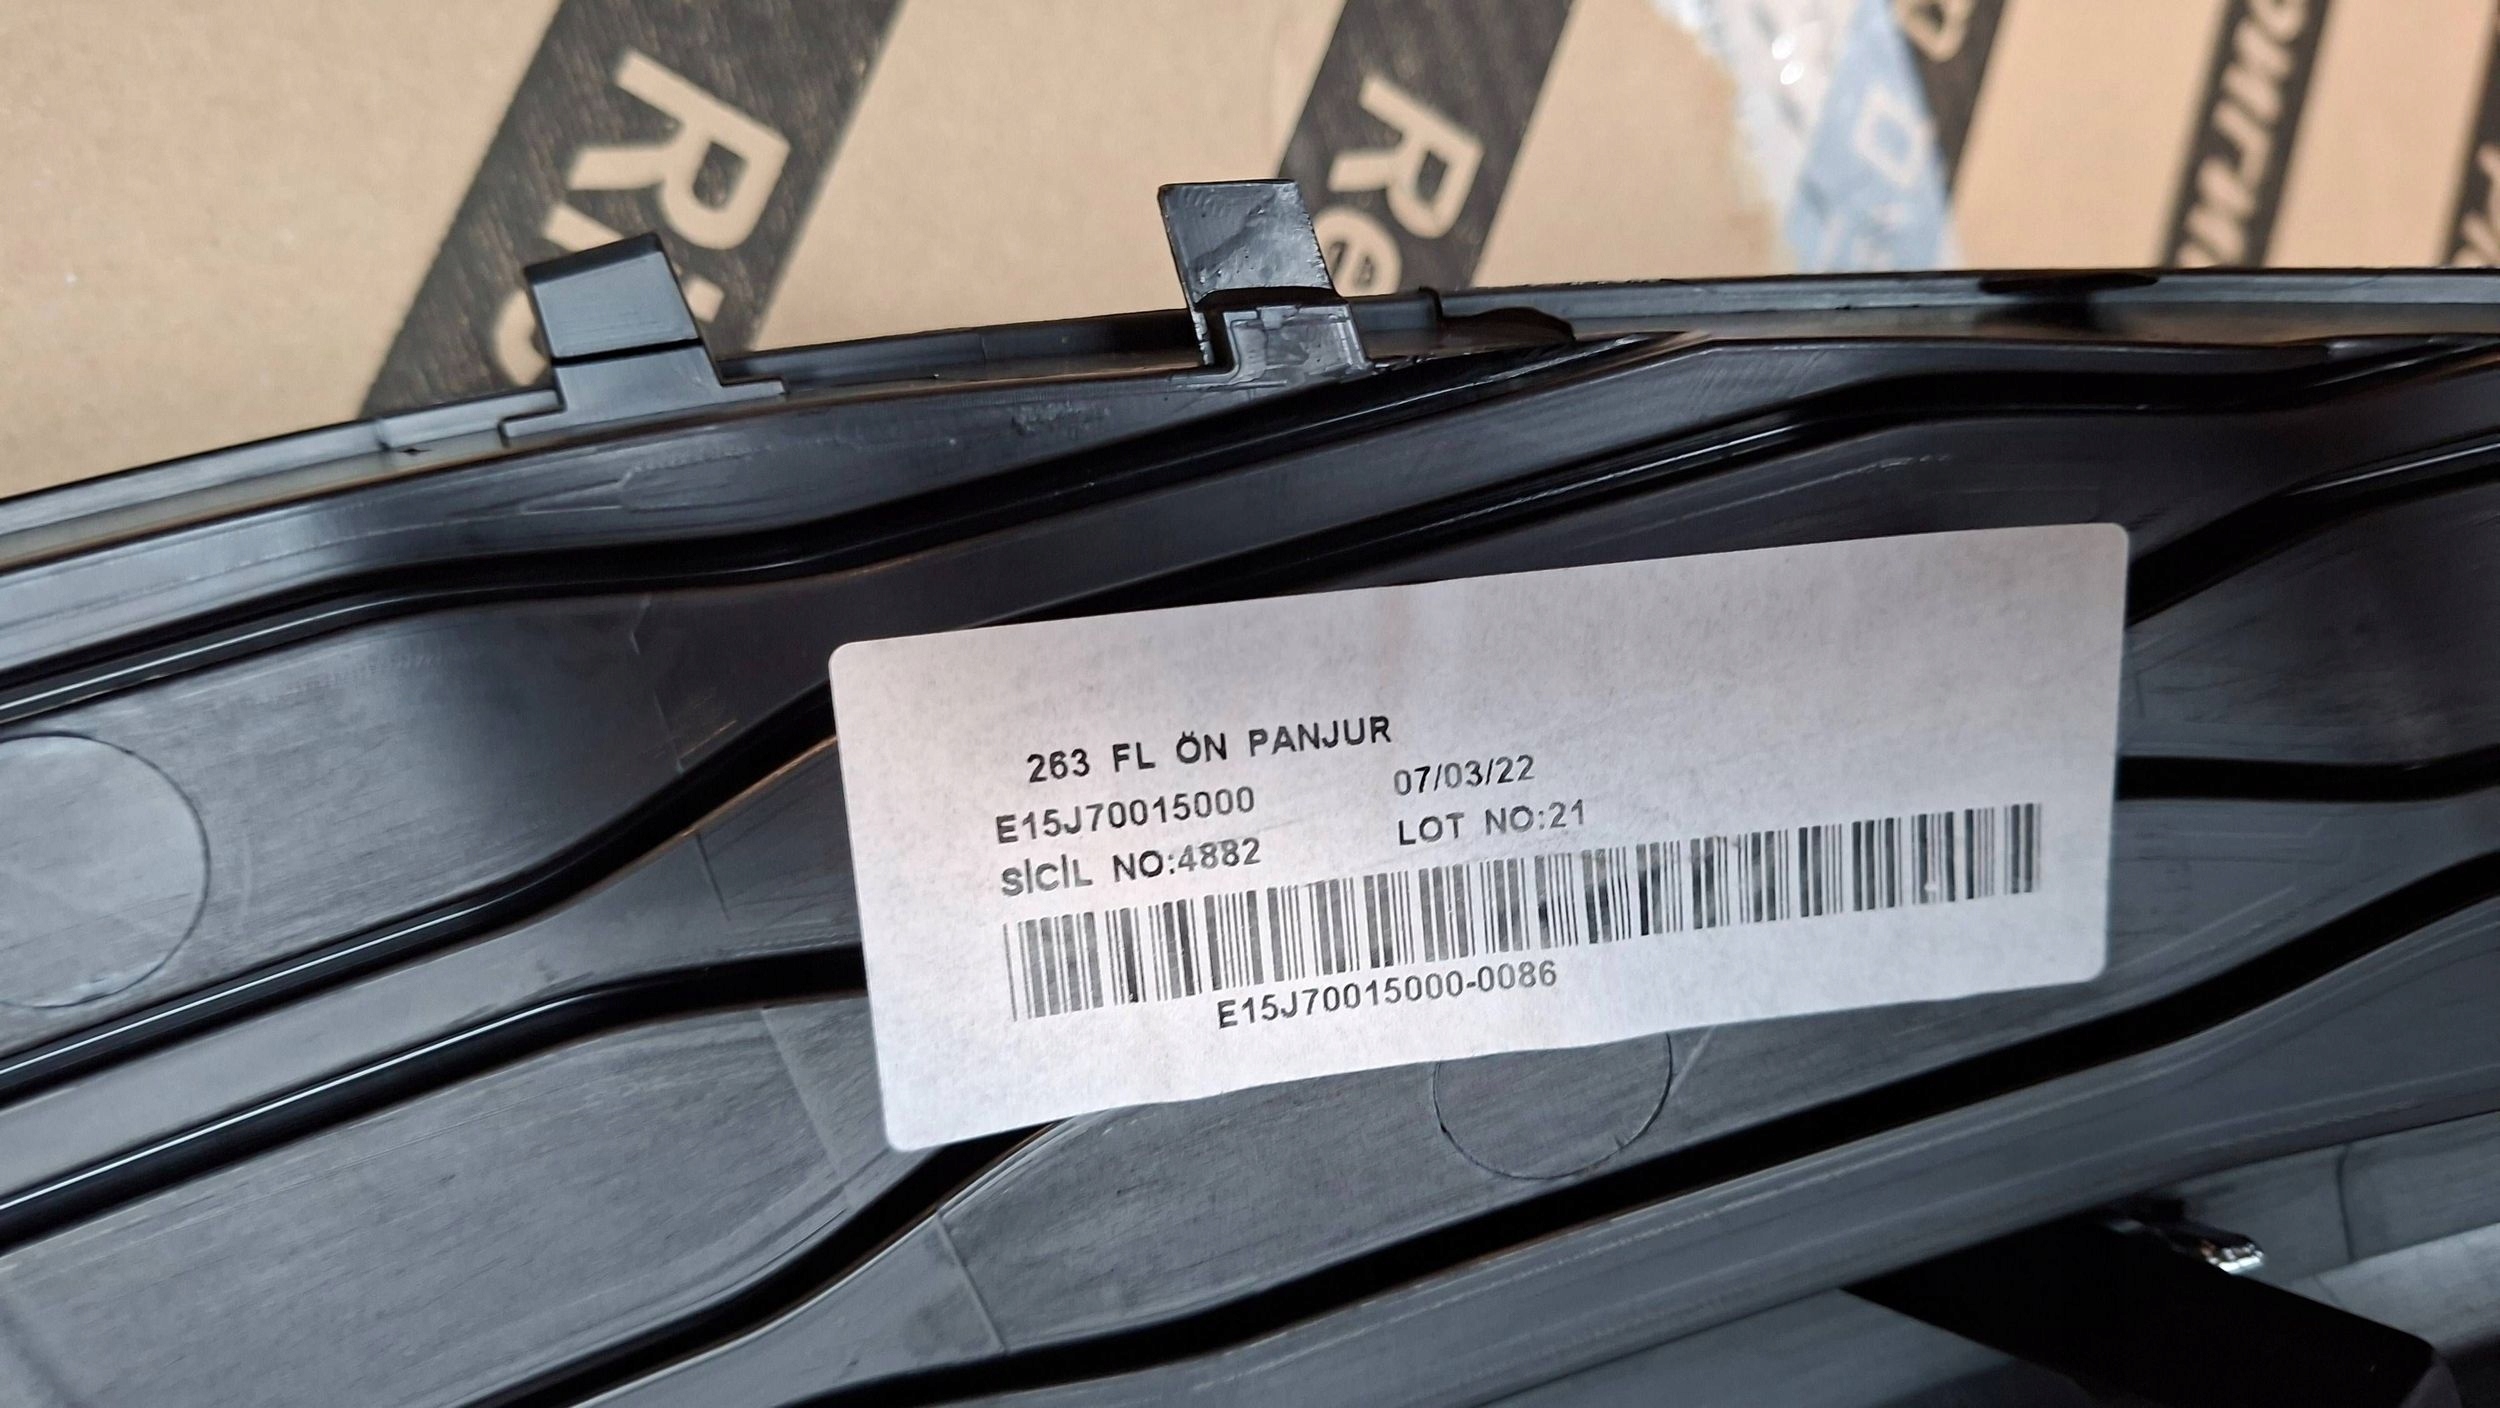 263 FL ÖN PANJUR
E15J70015000
07/03/22
SİCİL NO:4882
LOT NO:21
E15J70015000-0086